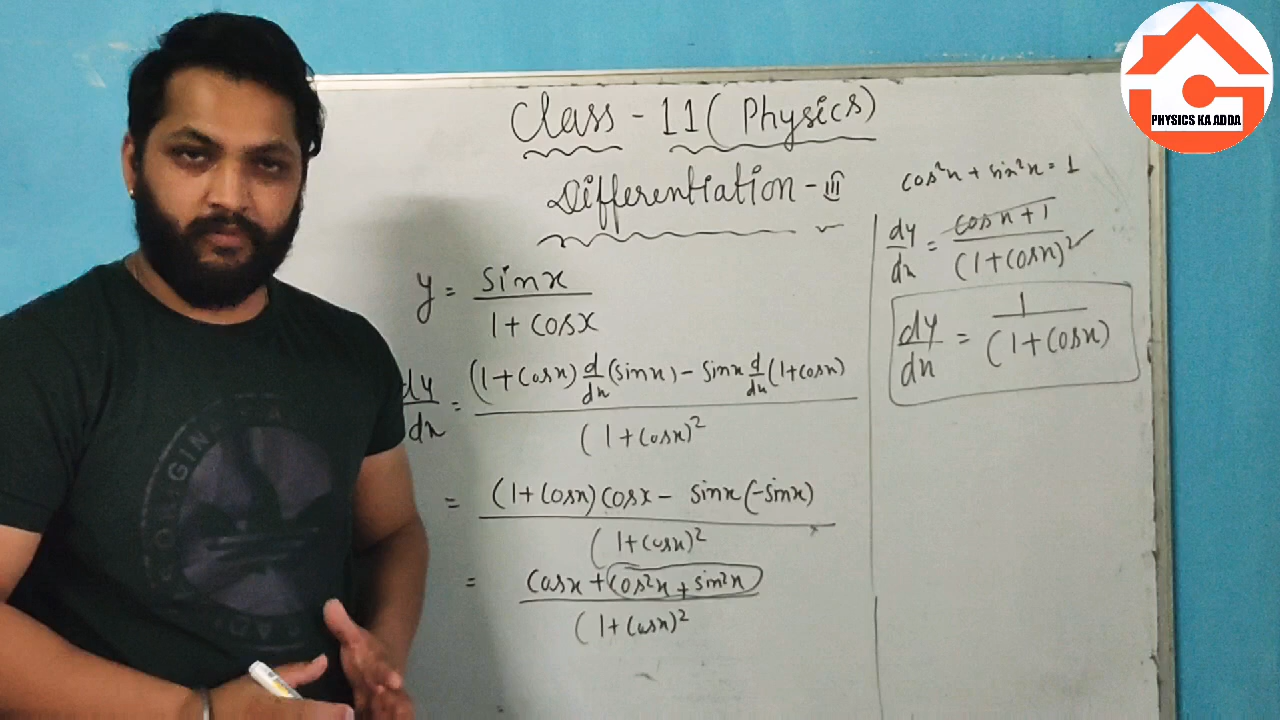 Class - 11 ( Physics)
Differentiation - III
y = sinx / 1 + cosx
dy/dx = (1+cosx) d/dx (sinx) - sinx d/dx (1+cosx) / (1+cosx)²
= (1+cosx) cosx - sinx (-sinx) / (1+cosx)²
= cosx + cos²x + sin²x / (1+cosx)²
cos²x + sin²x = 1
dy/dx = cosx + 1 / (1+cosx)²
dy/dx = 1 / (1+cosx)
PHYSICS KA ADDA